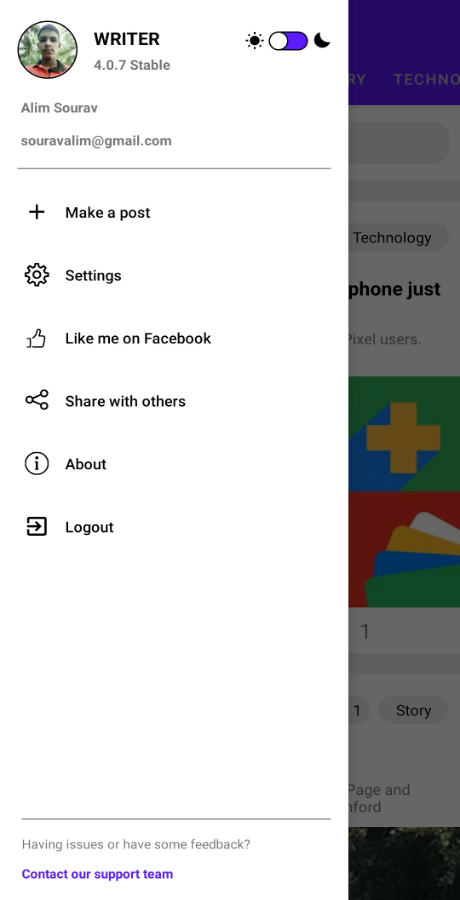 WRITER
4.0.7 Stable
Alim Sourav
souravalim@gmail.com
Make a post
Settings
Like me on Facebook
Share with others
About
Logout
Having issues or have some feedback?
Contact our support team
RY
TECHNO
Technology
phone just
Pixel users.
1
1
Story
Page and
nford